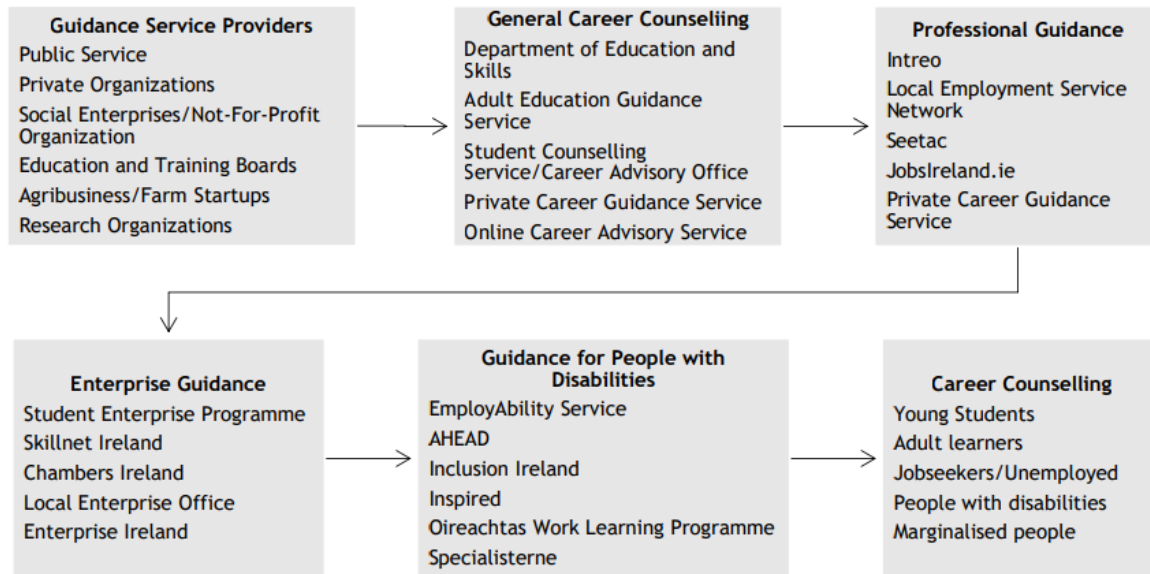 Guidance Service Providers
Public Service
Private Organizations
Social Enterprises/Not-For-Profit
Organization
Education and Training Boards
Agribusiness/Farm Startups
Research Organizations
General Career Counseliing
Department of Education and
Skills
Adult Education Guidance
Service
Student Counselling
Service/Career Advisory Office
Private Career Guidance Service
Online Career Advisory Service
Professional Guidance
Intreo
Local Employment Service
Network
Seetac
JobsIreland.ie
Private Career Guidance
Service
Enterprise Guidance
Student Enterprise Programme
Skillnet Ireland
Chambers Ireland
Local Enterprise Office
Enterprise Ireland
Guidance for People with
Disabilities
EmployAbility Service
AHEAD
Inclusion Ireland
Inspired
Oireachtas Work Learning Programme
Specialisterne
Career Counselling
Young Students
Adult learners
Jobseekers/Unemployed
People with disabilities
Marginalised people